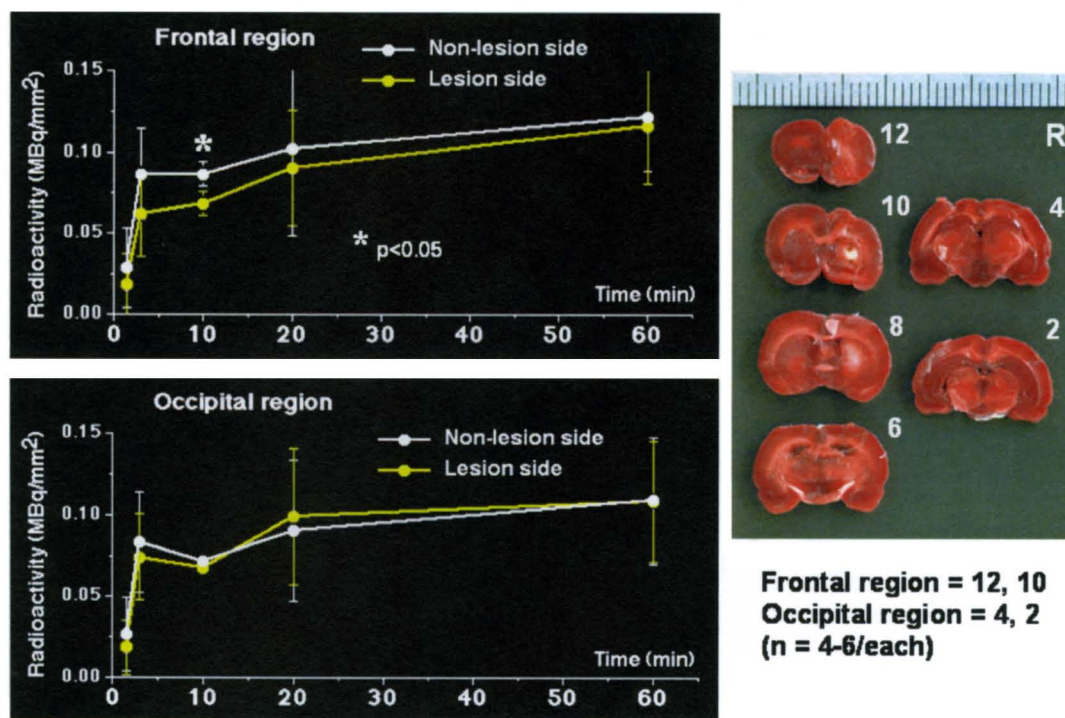 Frontal region
Non-lesion side
Lesion side
Radioactivity (MBq/mm2)
0.15
0.10
0.05
0.00
*
* p<0.05
Time (min)
0 10 20 30 40 50 60
Occipital region
Non-lesion side
Lesion side
Radioactivity (MBq/mm2)
0.15
0.10
0.05
0.00
Time (min)
0 10 20 30 40 50 60
12 R
10 4
8 2
6
Frontal region = 12, 10
Occipital region = 4, 2
(n = 4-6/each)